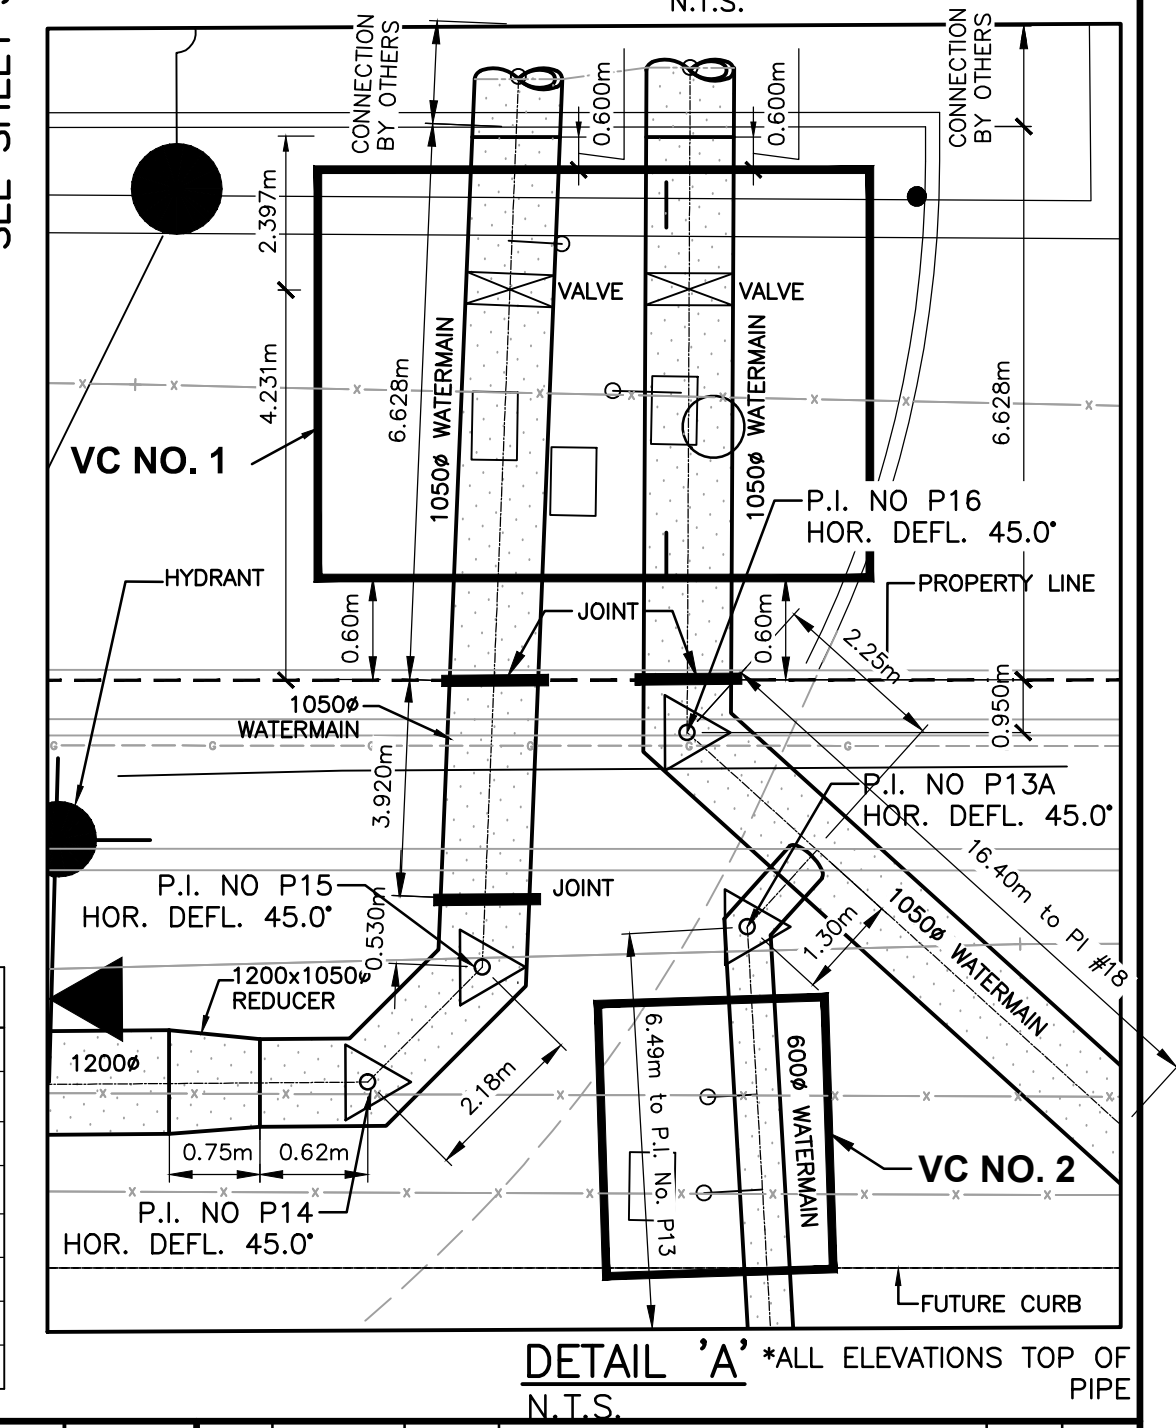 N.T.S.
SEE SHEET
CONNECTION
BY OTHERS
0.600m
0.600m
CONNECTION
BY OTHERS
2.397m
VALVE
VALVE
4.231m
6.628m
1050ø WATERMAIN
1050ø WATERMAIN
6.628m
VC NO. 1
P.I. NO P16
HOR. DEFL. 45.0°
HYDRANT
PROPERTY LINE
JOINT
0.60m
0.60m
2.25m
1050ø
WATERMAIN
0.950m
3.920m
P.I. NO P13A
HOR. DEFL. 45.0°
16.40m to PI #18
P.I. NO P15
HOR. DEFL. 45.0°
JOINT
1050ø WATERMAIN
0.530m
1.30m
1200x1050ø
REDUCER
1200ø
6.49m to P.I. No. P13
600ø WATERMAIN
2.18m
0.75m
0.62m
VC NO. 2
P.I. NO P14
HOR. DEFL. 45.0°
FUTURE CURB
DETAIL 'A'
*ALL ELEVATIONS TOP OF
PIPE
N.T.S.